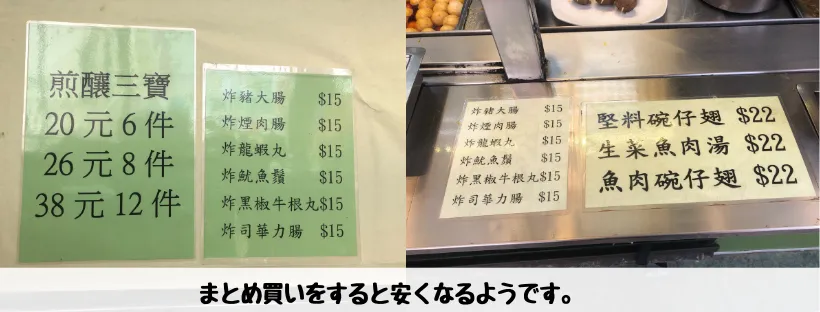 煎釀三寶
20元6件
26元8件
38元12件
炸豬大腸 $15
炸煙肉腸 $15
炸龍蝦丸 $15
炸魷魚鬚 $15
炸黑椒牛根丸$15
炸司華力腸 $15
炸豬大腸 $15
炸煙肉腸 $15
炸龍蝦丸 $15
炸魷魚鬚 $15
炸黑椒牛根丸$15
炸司華力腸 $15
堅料碗仔翅 $22
生菜魚肉湯 $22
魚肉碗仔翅 $22
まとめ買いをすると安くなるようです。